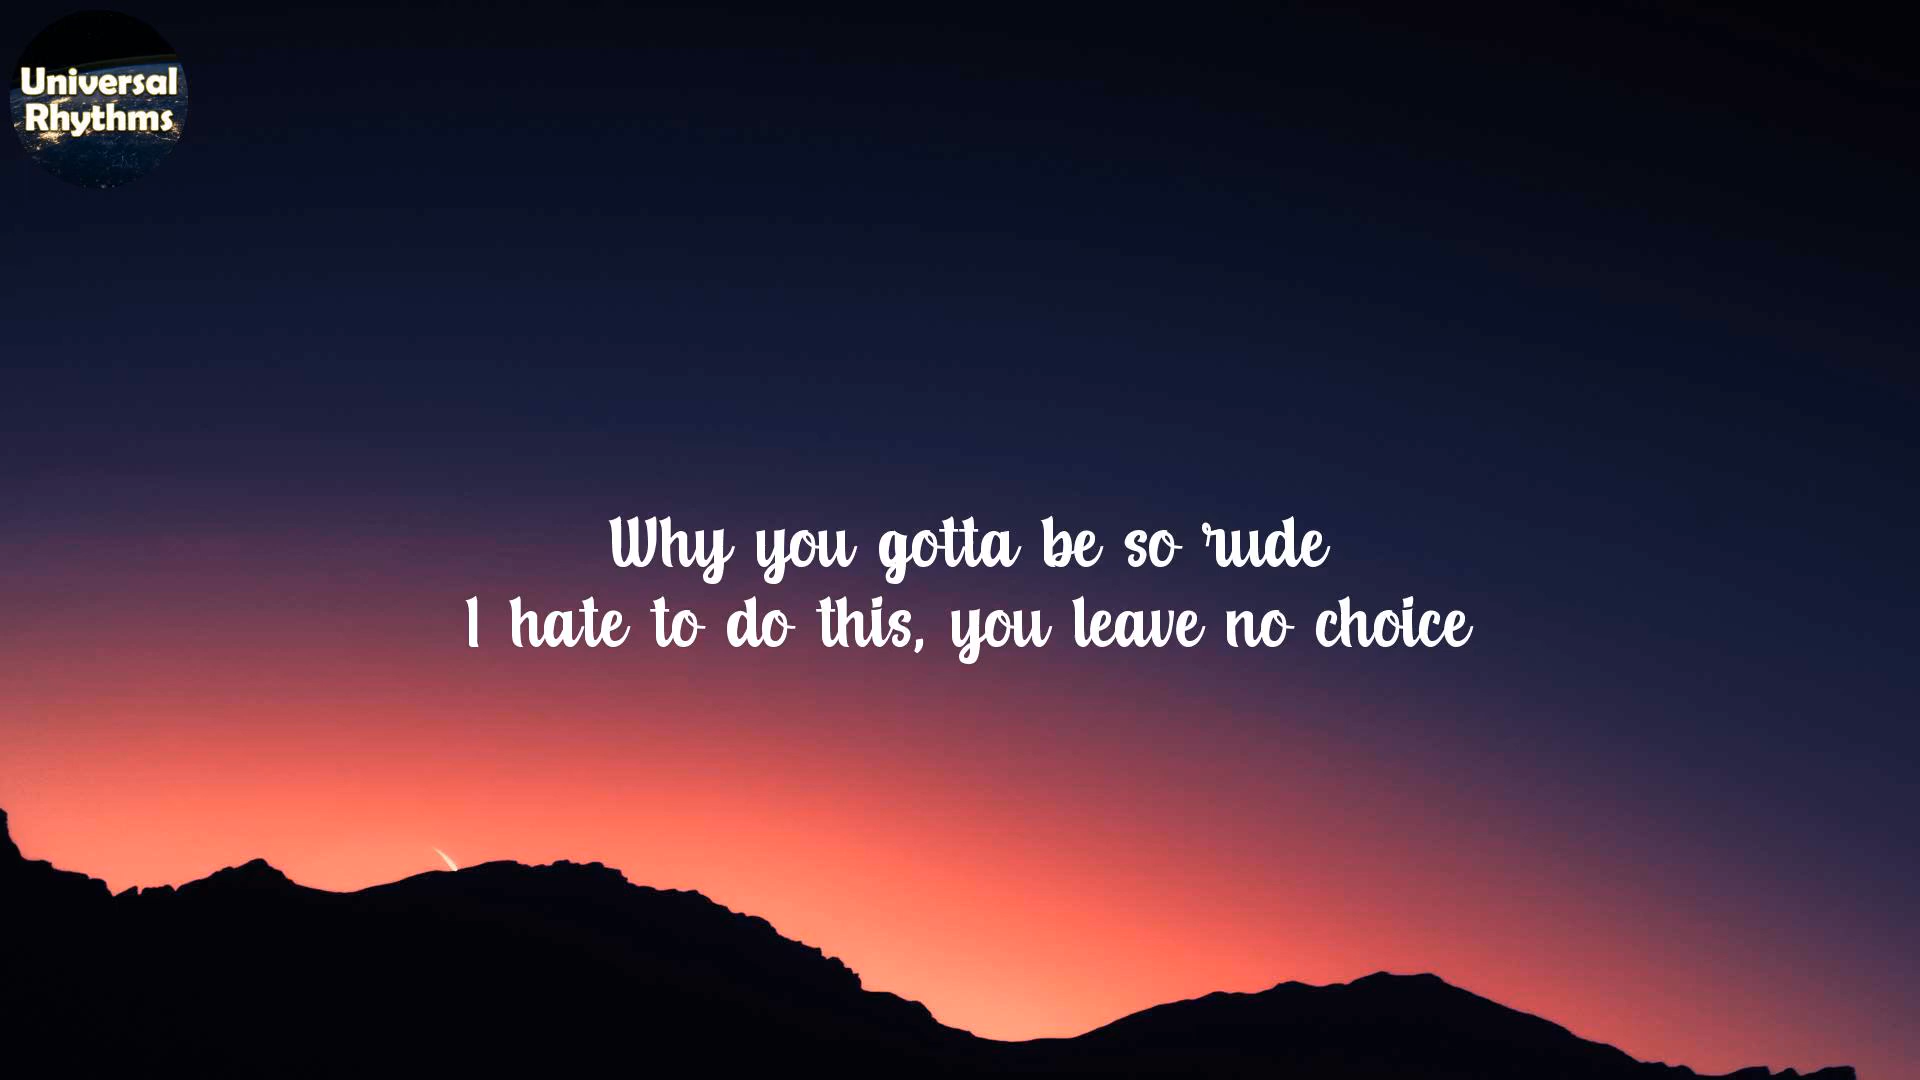 Universal
Rhythms
Why you gotta be so rude
I hate to do this, you leave no choice